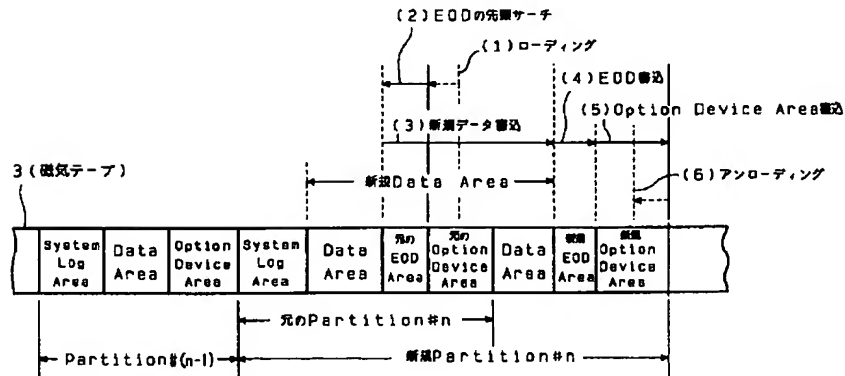 (2)EODの先頭サーチ
(1)ローディング
(4)EOD書込
(3)新規データ書込
(5)Option Device Area書込
3(磁気テープ)
新規Data Area
(6)アンローディング
System
Log
Area
Data
Area
Option
Device
Area
System
Log
Area
Data
Area
元の
EOD
Area
元の
Option
Device
Area
Data
Area
新規
EOD
Area
新規
Option
Device
Area
元のPartition#n
Partition#(n-1)
新規Partition#n